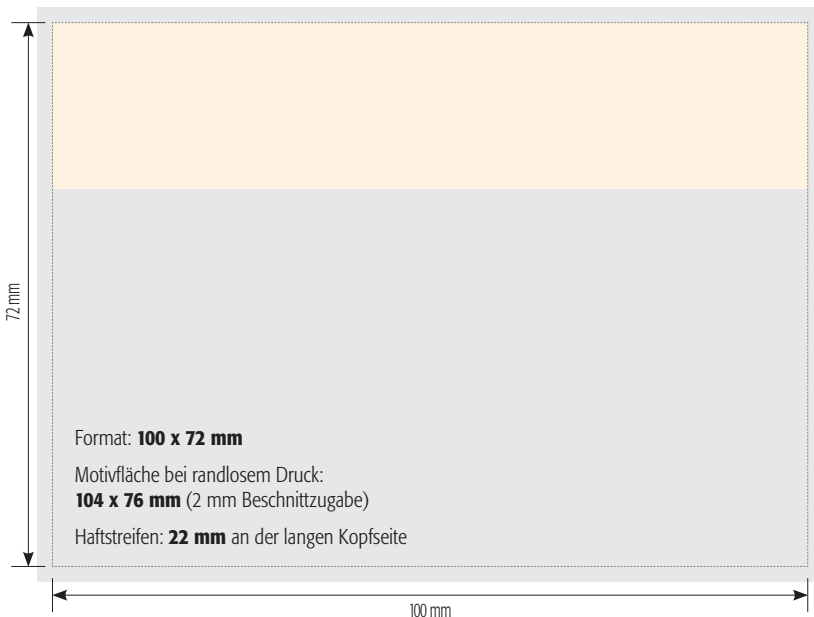 72 mm
Format: 100 x 72 mm
Motivfläche bei randlosem Druck:
104 x 76 mm (2 mm Beschnittzugabe)
Haftstreifen: 22 mm an der langen Kopfseite
100 mm